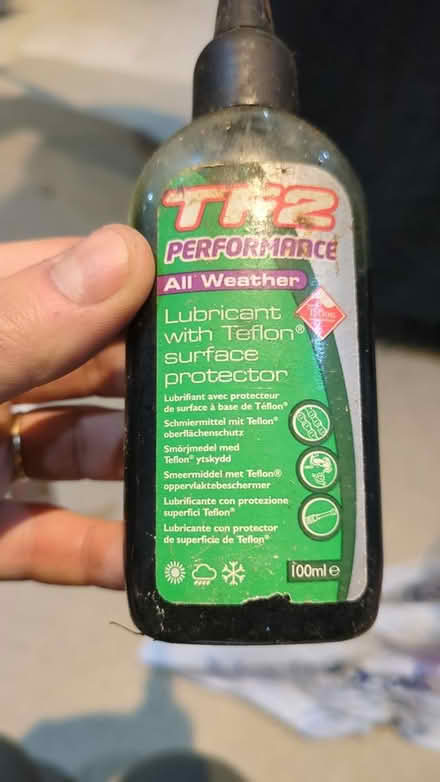 TF2
PERFORMANCE
All Weather
Lubricant
with Teflon®
surface
protector
Lubrifiant avec protecteur
de surface à base de Téflon®
Schmiermittel mit Teflon®
oberflächenschutz
Smörjmedel med
Teflon® ytskydd
Smeermiddel met Teflon®
oppervlaktebeschermer
Lubrificante con protezione
superfici Teflon®
Lubricante con protector
de superficie de Teflon®
100ml e